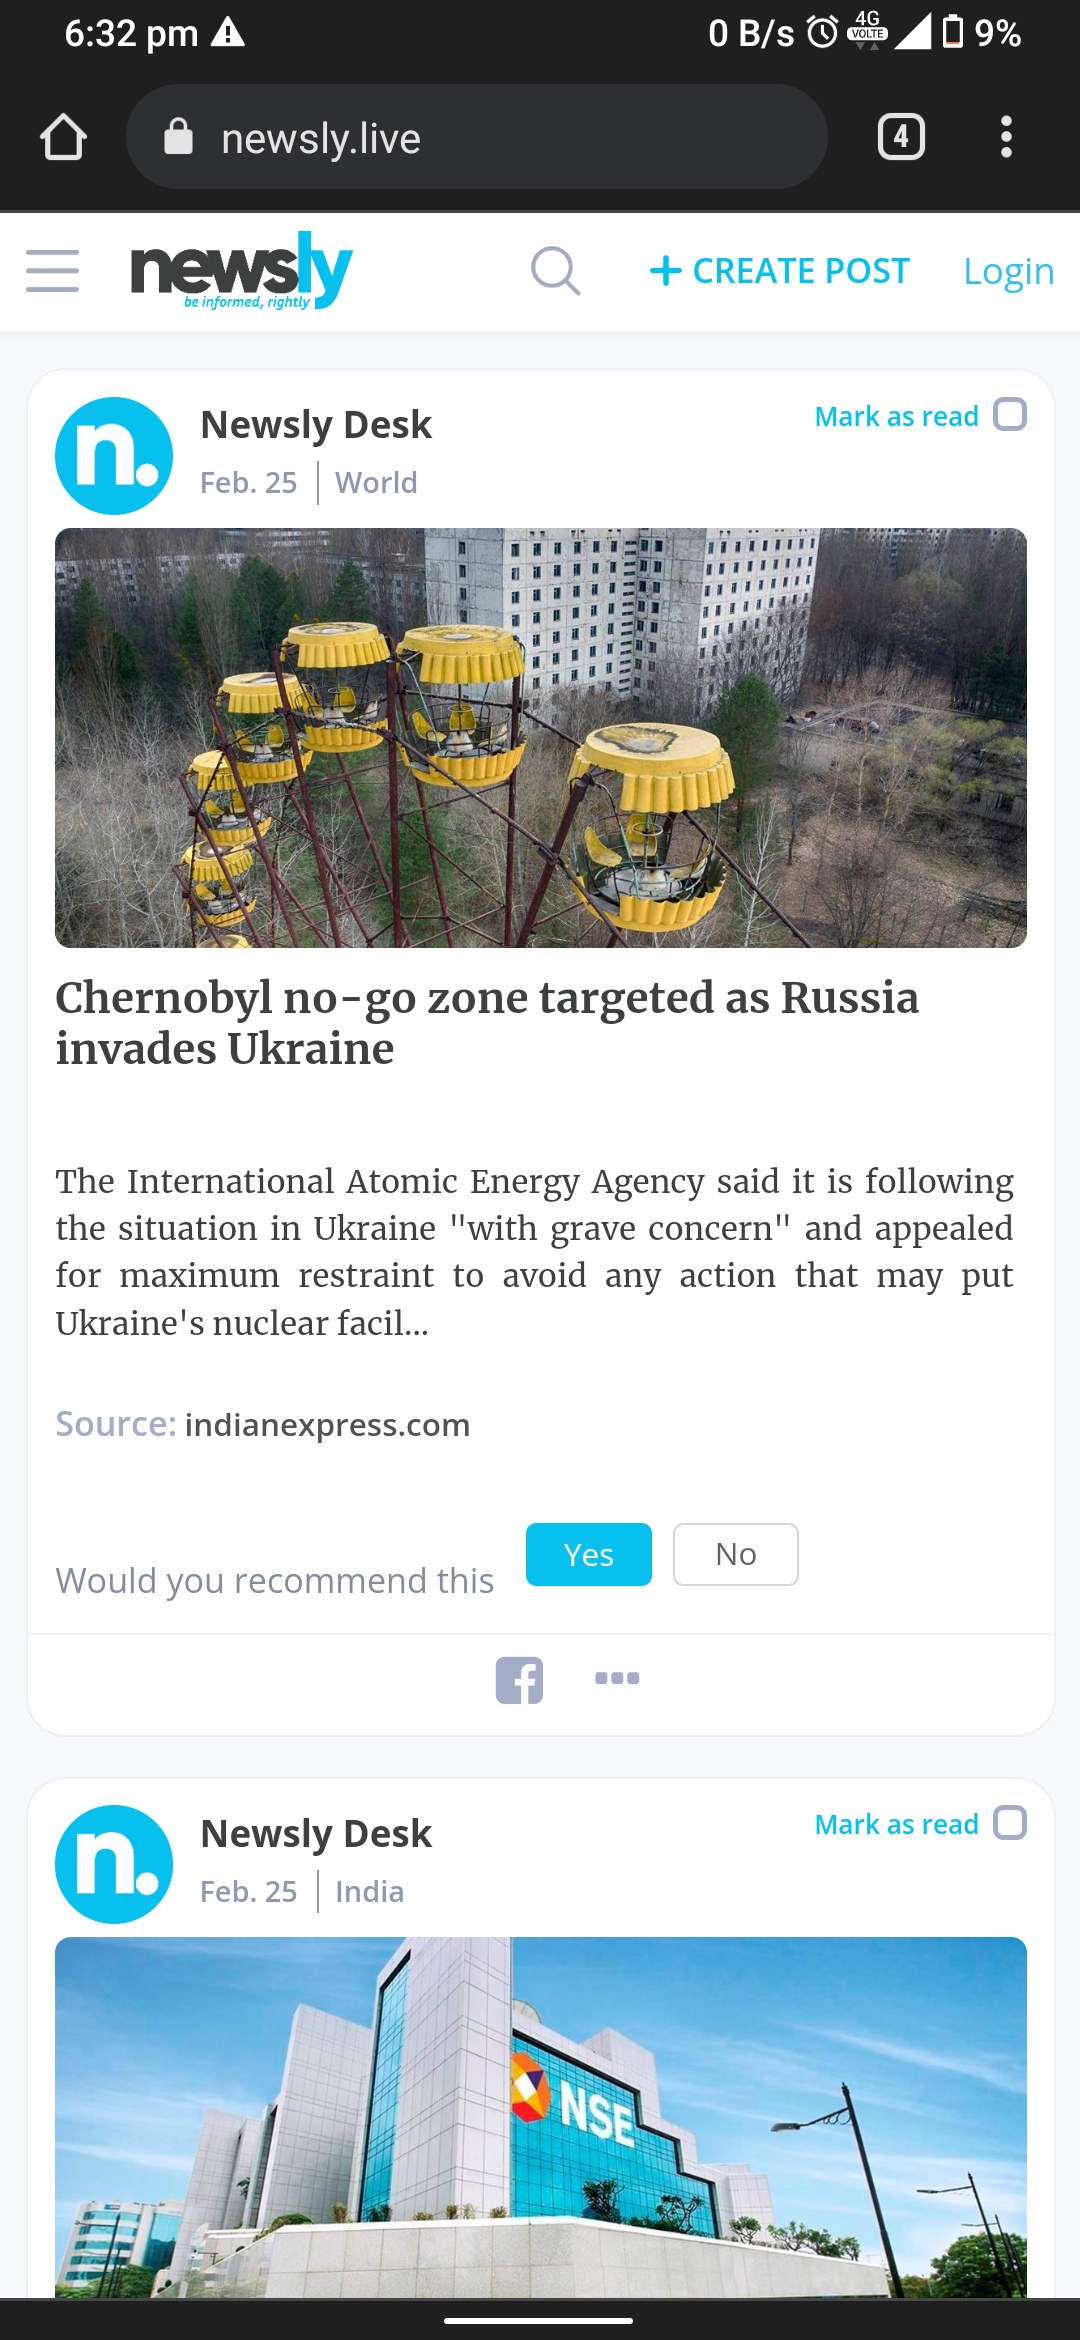 6:32 pm
0 B/s 4G VOLTE 9%
newsly.live
4
newsly
be informed, rightly
+ CREATE POST
Login
n.
Newsly Desk
Mark as read
Feb. 25 | World
Chernobyl no-go zone targeted as Russia
invades Ukraine
The International Atomic Energy Agency said it is following
the situation in Ukraine "with grave concern" and appealed
for maximum restraint to avoid any action that may put
Ukraine's nuclear facil...
Source: indianexpress.com
Would you recommend this
Yes
No
n.
Newsly Desk
Mark as read
Feb. 25 | India
NSE